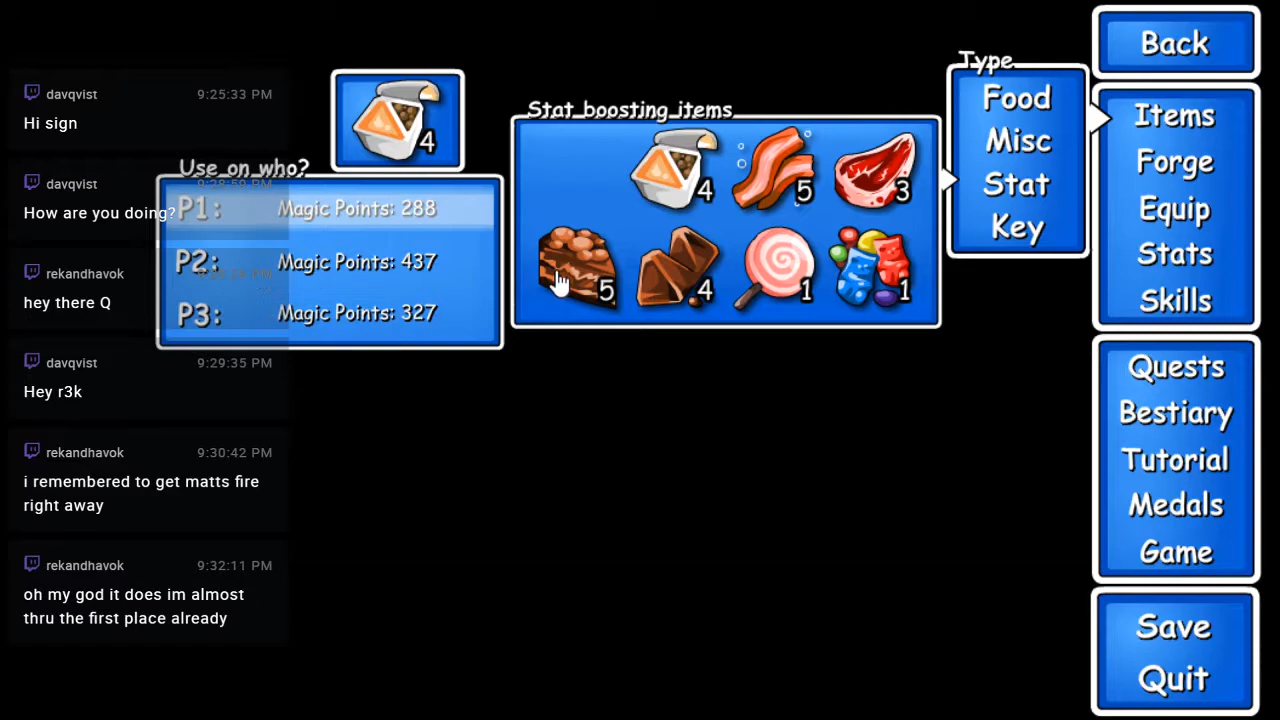 davqvist 9:25:33 PM
Hi sign
davqvist 9:28:59 PM
How are you doing?
rekandhavok
hey there Q
davqvist 9:29:35 PM
Hey r3k
rekandhavok 9:30:42 PM
i remembered to get matts fire
right away
rekandhavok 9:32:11 PM
oh my god it does im almost
thru the first place already
4
Use on who?
P1: Magic Points: 288
P2: Magic Points: 437
P3: Magic Points: 327
Stat boosting items
4 5 3
5 4 1 1
Type
Food
Misc
Stat
Key
Back
Items
Forge
Equip
Stats
Skills
Quests
Bestiary
Tutorial
Medals
Game
Save
Quit